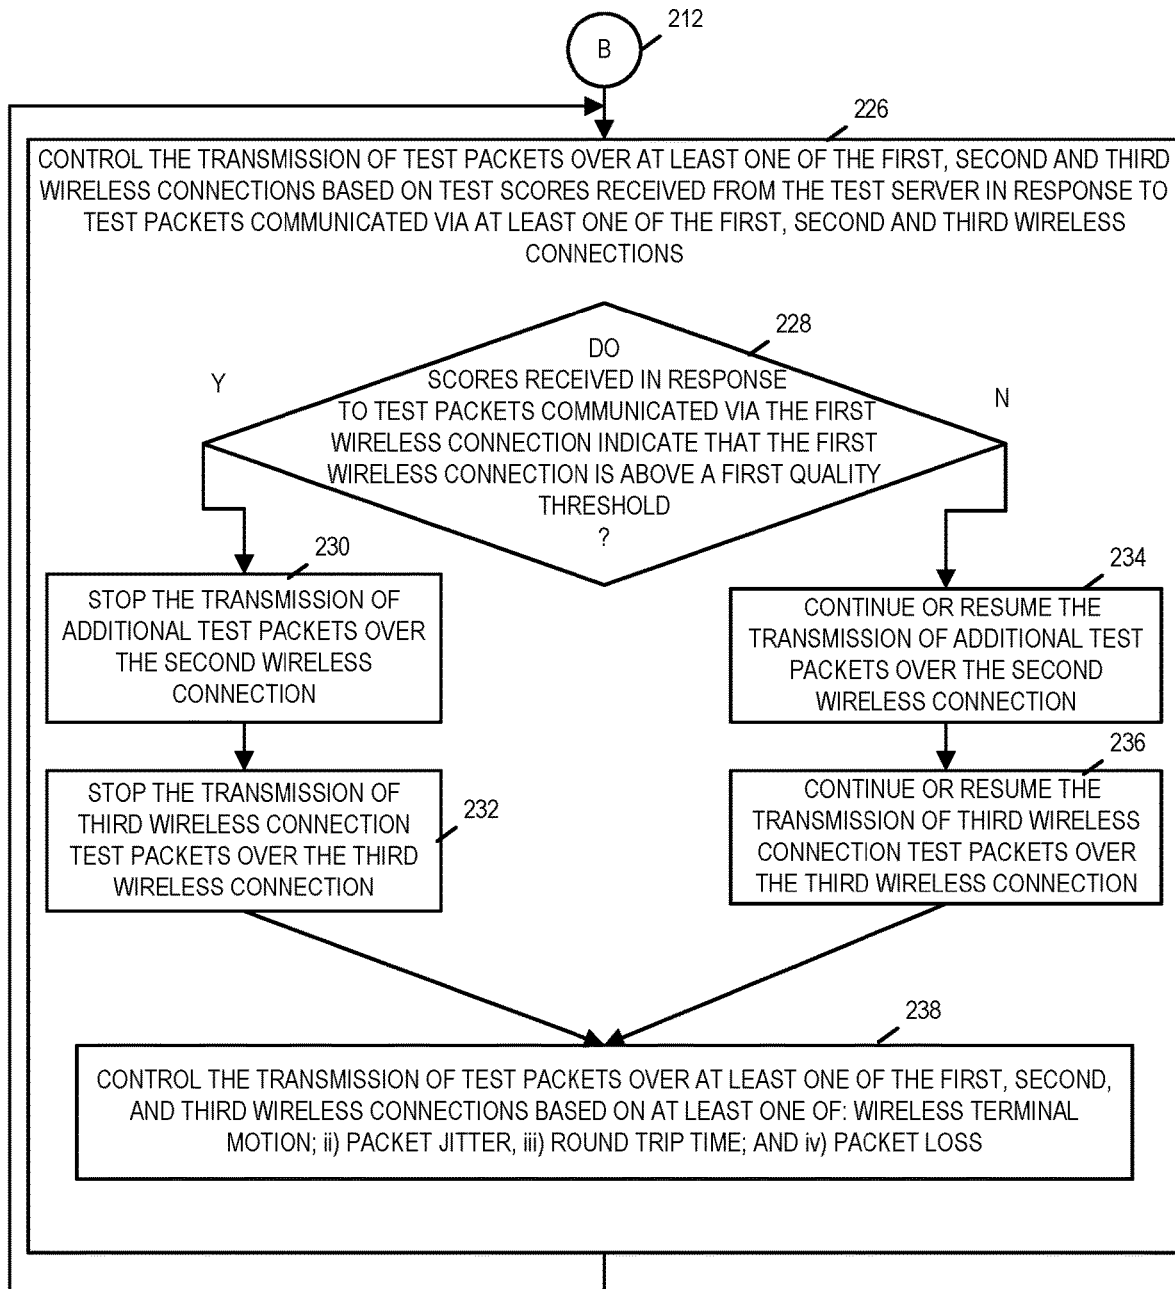 212
B
226
CONTROL THE TRANSMISSION OF TEST PACKETS OVER AT LEAST ONE OF THE FIRST, SECOND AND THIRD
WIRELESS CONNECTIONS BASED ON TEST SCORES RECEIVED FROM THE TEST SERVER IN RESPONSE TO
TEST PACKETS COMMUNICATED VIA AT LEAST ONE OF THE FIRST, SECOND AND THIRD WIRELESS
CONNECTIONS
228
DO
SCORES RECEIVED IN RESPONSE
TO TEST PACKETS COMMUNICATED VIA THE FIRST
WIRELESS CONNECTION INDICATE THAT THE FIRST
WIRELESS CONNECTION IS ABOVE A FIRST QUALITY
THRESHOLD
?
Y
N
230
STOP THE TRANSMISSION OF
ADDITIONAL TEST PACKETS OVER
THE SECOND WIRELESS
CONNECTION
234
CONTINUE OR RESUME THE
TRANSMISSION OF ADDITIONAL TEST
PACKETS OVER THE SECOND
WIRELESS CONNECTION
232
STOP THE TRANSMISSION OF
THIRD WIRELESS CONNECTION
TEST PACKETS OVER THE THIRD
WIRELESS CONNECTION
236
CONTINUE OR RESUME THE
TRANSMISSION OF THIRD WIRELESS
CONNECTION TEST PACKETS OVER
THE THIRD WIRELESS CONNECTION
238
CONTROL THE TRANSMISSION OF TEST PACKETS OVER AT LEAST ONE OF THE FIRST, SECOND,
AND THIRD WIRELESS CONNECTIONS BASED ON AT LEAST ONE OF: WIRELESS TERMINAL
MOTION; ii) PACKET JITTER, iii) ROUND TRIP TIME; AND iv) PACKET LOSS